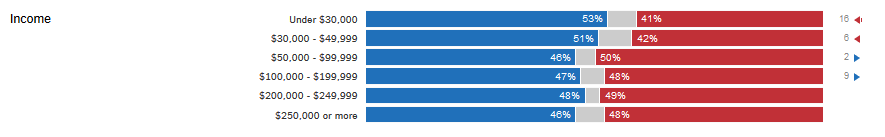 Income
Under $30,000 53% 41% 16
$30,000 - $49,999 51% 42% 6
$50,000 - $99,999 46% 50% 2
$100,000 - $199,999 47% 48% 9
$200,000 - $249,999 48% 49%
$250,000 or more 46% 48%